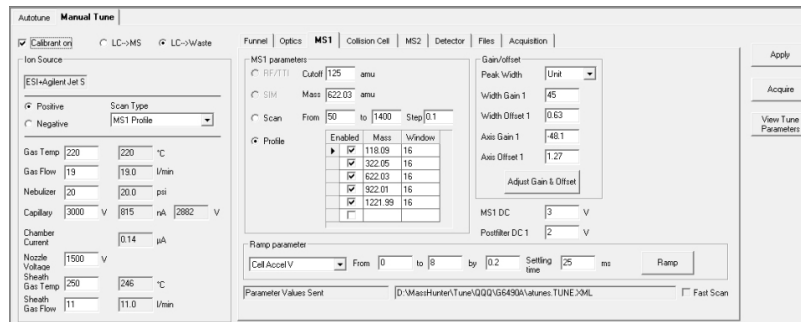 Autotune Manual Tune
Calibrant on LC->MS LC->Waste
Ion Source
ESI+Agilent Jet S
Positive Scan Type
Negative MS1 Profile
Gas Temp 220 220 °C
Gas Flow 19 19.0 l/min
Nebulizer 20 20.0 psi
Capillary 3000 V 815 nA 2882 V
Chamber
Current 0.14 µA
Nozzle
Voltage 1500 V
Sheath
Gas Temp 250 246 °C
Sheath
Gas Flow 11 11.0 l/min
Funnel Optics MS1 Collision Cell MS2 Detector Files Acquisition
MS1 parameters
RF/TTI Cutoff 125 amu
SIM Mass 622.03 amu
Scan From 50 to 1400 Step 0.1
Profile
Enabled Mass Window
118.09 16
322.05 16
622.03 16
922.01 16
1221.99 16
Gain/offset
Peak Width Unit
Width Gain 1 45
Width Offset 1 0.63
Axis Gain 1 -48.1
Axis Offset 1 1.27
Adjust Gain & Offset
MS1 DC 3 V
Postfilter DC 1 2 V
Ramp parameter
Cell Accel V From 0 to 8 by 0.2 Settling time 25 ms Ramp
Parameter Values Sent D:\MassHunter\Tune\QQQ\G6490A\atunes.TUNE.XML Fast Scan
Apply
Acquire
View Tune
Parameters